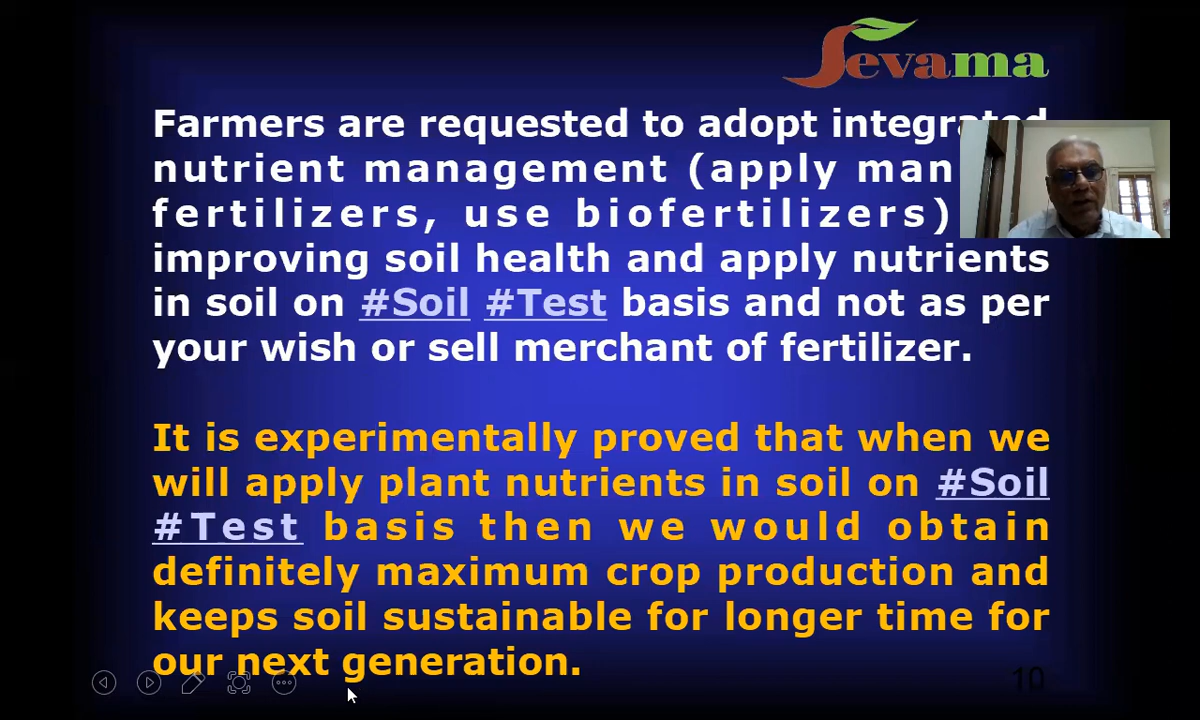 Sevama
Farmers are requested to adopt integrated
nutrient management (apply
fertilizers, use biofertilizers)
improving soil health and apply nutrients
in soil on #Soil #Test basis and not as per
your wish or sell merchant of fertilizer.
It is experimentally proved that when we
will apply plant nutrients in soil on #Soil
#Test basis then we would obtain
definitely maximum crop production and
keeps soil sustainable for longer time for
our next generation.
10